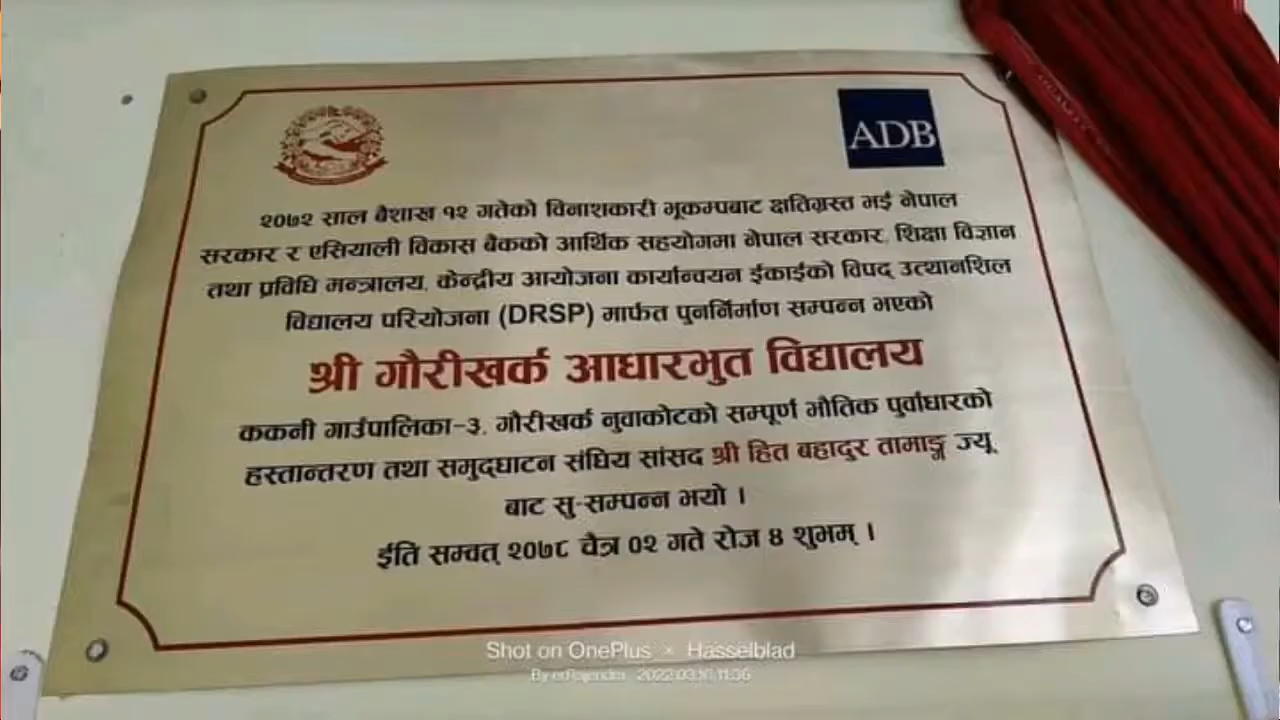 ADB
२०७२ साल बैशाख १२ गतेको विनाशकारी भूकम्पबाट क्षतिग्रस्त भई नेपाल
सरकार र एसियाली विकास बैंकको आर्थिक सहयोगमा नेपाल सरकार, शिक्षा विज्ञान
तथा प्रविधि मन्त्रालय, केन्द्रीय आयोजना कार्यान्वयन ईकाईको विपद् उत्थानशिल
विद्यालय परियोजना (DRSP) मार्फत पुनर्निर्माण सम्पन्न भएको
श्री गौरीखर्क आधारभुत विद्यालय
ककनी गाउँपालिका-३, गौरीखर्क नुवाकोटको सम्पूर्ण भौतिक पुर्वाधारको
हस्तान्तरण तथा समुद्घाटन संघिय सांसद श्री हित बहादुर तामाङ्ग ज्यू
बाट सु-सम्पन्न भयो ।
ईति सम्वत् २०७८ चैत्र ०२ गते रोज ४ शुभम् ।
Shot on OnePlus × Hasselblad
By erRajendra 2022.03.16 11:36